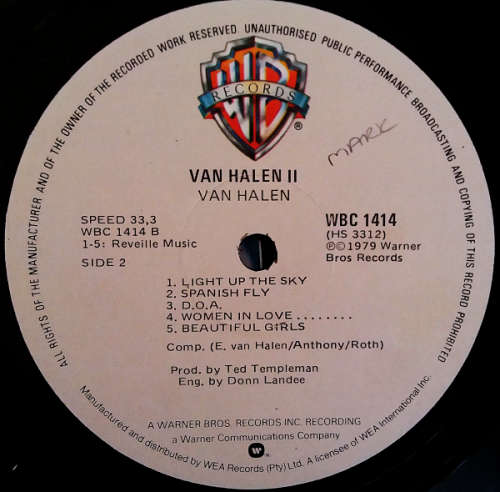 ALL RIGHTS OF THE MANUFACTURER AND OF THE OWNER OF THE RECORDED WORK RESERVED. UNAUTHORISED PUBLIC PERFORMANCE BROADCASTING AND COPYING OF THIS RECORD PROHIBITED
WB
RECORDS
®
MARK
VAN HALEN II
VAN HALEN
SPEED 33,3
WBC 1414 B
1-5: Reveille Music
SIDE 2
WBC 1414
(HS 3312)
℗©1979 Warner
Bros Records
1. LIGHT UP THE SKY
2. SPANISH FLY
3. D.O.A.
4. WOMEN IN LOVE........
5. BEAUTIFUL GIRLS
Comp. (E. van Halen/Anthony/Roth)
Prod. by Ted Templeman
Eng. by Donn Landee
A WARNER BROS. RECORDS INC. RECORDING
a Warner Communications Company
Manufactured and distributed by WEA Records (Pty) Ltd. A licensee of WEA International Inc.